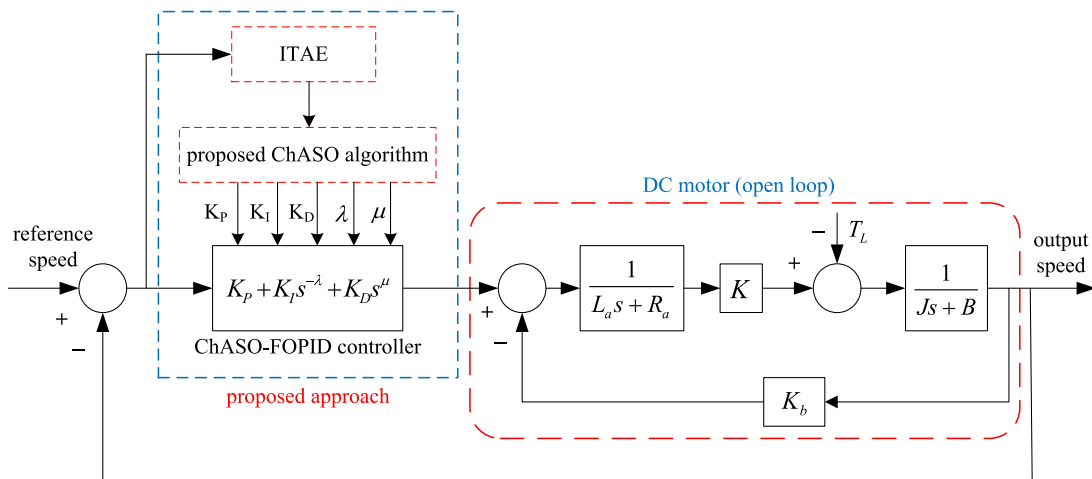 ITAE
proposed ChASO algorithm
K_P K_I K_D λ μ
reference
speed
+
−
K_P + K_I s^{-λ} + K_D s^μ
ChASO-FOPID controller
proposed approach
DC motor (open loop)
+
−
1
L_a s + R_a
K
+
−
T_L
1
Js + B
K_b
output
speed